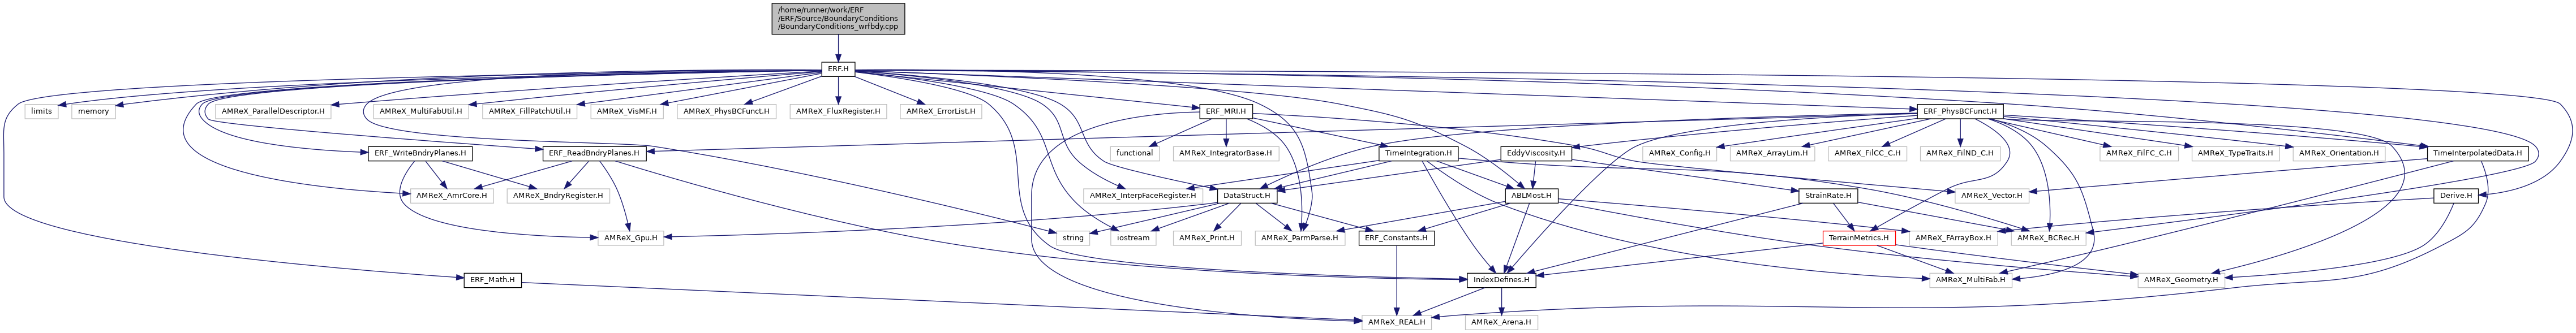 /home/runner/work/ERF
/ERF/Source/BoundaryConditions
/BoundaryConditions_wrfbdy.cpp
ERF.H
limits
memory
AMReX_ParallelDescriptor.H
AMReX_MultiFabUtil.H
AMReX_FillPatchUtil.H
AMReX_VisMF.H
AMReX_PhysBCFunct.H
AMReX_FluxRegister.H
AMReX_ErrorList.H
ERF_MRI.H
ERF_PhysBCFunct.H
ERF_WriteBndryPlanes.H
ERF_ReadBndryPlanes.H
functional
AMReX_IntegratorBase.H
TimeIntegration.H
EddyViscosity.H
AMReX_Config.H
AMReX_ArrayLim.H
AMReX_FilCC_C.H
AMReX_FilND_C.H
AMReX_FilFC_C.H
AMReX_TypeTraits.H
AMReX_Orientation.H
TimeInterpolatedData.H
AMReX_AmrCore.H
AMReX_BndryRegister.H
AMReX_InterpFaceRegister.H
DataStruct.H
ABLMost.H
StrainRate.H
AMReX_Vector.H
Derive.H
AMReX_Gpu.H
string
iostream
AMReX_Print.H
AMReX_ParmParse.H
ERF_Constants.H
TerrainMetrics.H
AMReX_FArrayBox.H
AMReX_BCRec.H
ERF_Math.H
IndexDefines.H
AMReX_MultiFab.H
AMReX_Geometry.H
AMReX_REAL.H
AMReX_Arena.H